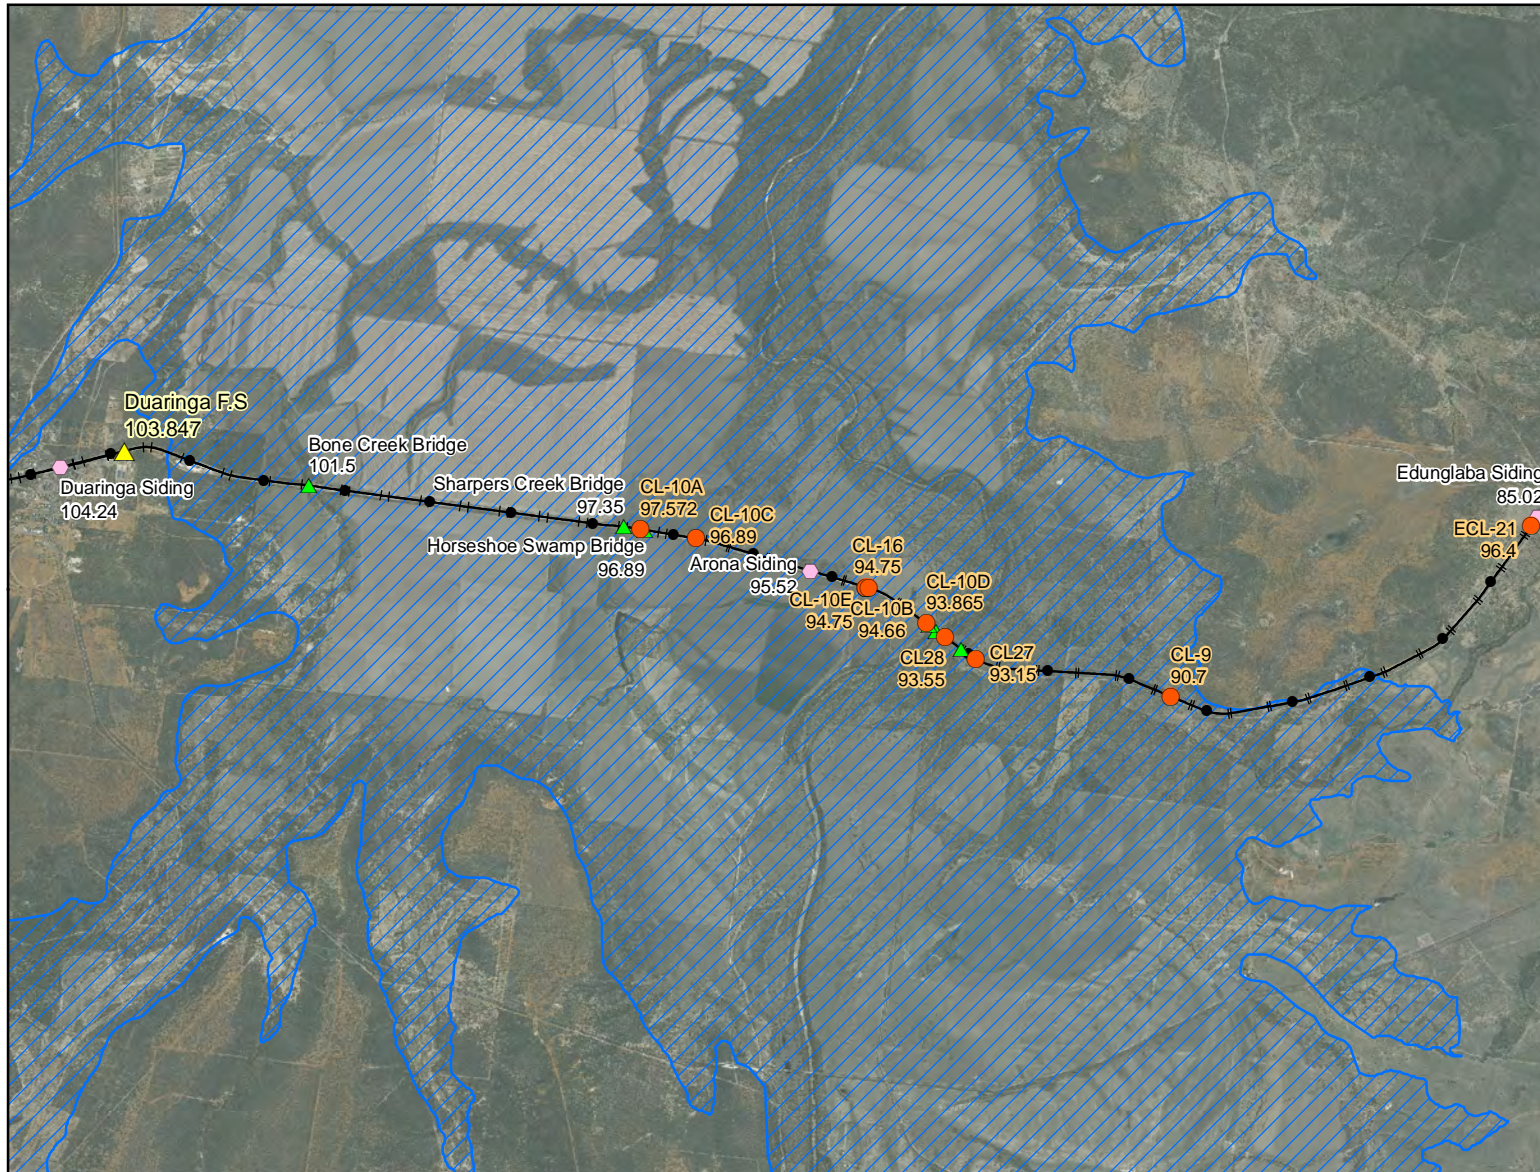 Duaringa F.S
103.847
Duaringa Siding
104.24
Bone Creek Bridge
101.5
Sharpers Creek Bridge
97.35
CL-10A
97.572
CL-10C
96.89
Horseshoe Swamp Bridge
96.89
Arona Siding
95.52
CL-16
94.75
CL-10E
94.75
CL-10B
94.66
CL-10D
93.865
CL28
93.55
CL27
93.15
CL-9
90.7
Edunglaba Siding
85.02
ECL-21
96.4